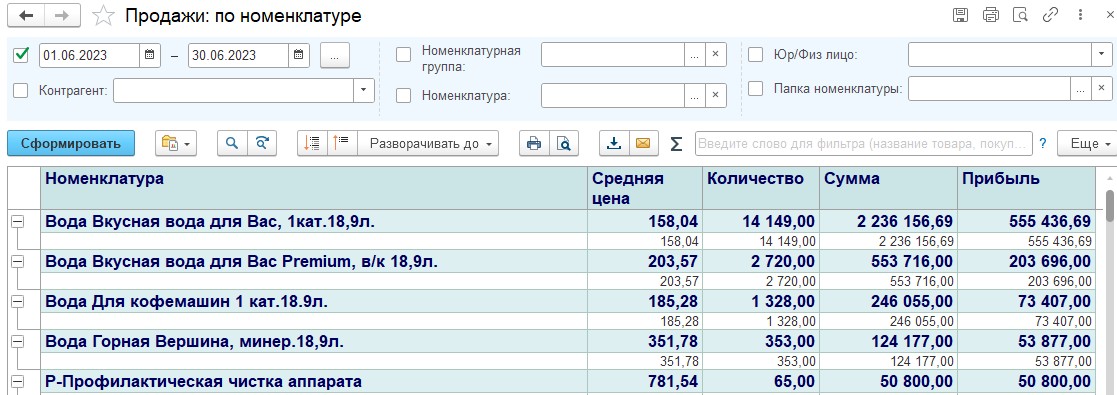 Продажи: по номенклатуре
01.06.2023 – 30.06.2023 ...
Номенклатурная группа: ... ×
Юр/Физ лицо:
Контрагент:
Номенклатура: ... ×
Папка номенклатуры: ... ×
Сформировать
Разворачивать до
Σ
Введите слово для фильтра (название товара, покуп...
?
Еще
Номенклатура Средняя цена Количество Сумма Прибыль
Вода Вкусная вода для Вас, 1кат.18,9л. 158,04 14 149,00 2 236 156,69 555 436,69
158,04 14 149,00 2 236 156,69 555 436,69
Вода Вкусная вода для Вас Premium, в/к 18,9л. 203,57 2 720,00 553 716,00 203 696,00
203,57 2 720,00 553 716,00 203 696,00
Вода Для кофемашин 1 кат.18.9л. 185,28 1 328,00 246 055,00 73 407,00
185,28 1 328,00 246 055,00 73 407,00
Вода Горная Вершина, минер.18,9л. 351,78 353,00 124 177,00 53 877,00
351,78 353,00 124 177,00 53 877,00
Р-Профилактическая чистка аппарата 781,54 65,00 50 800,00 50 800,00